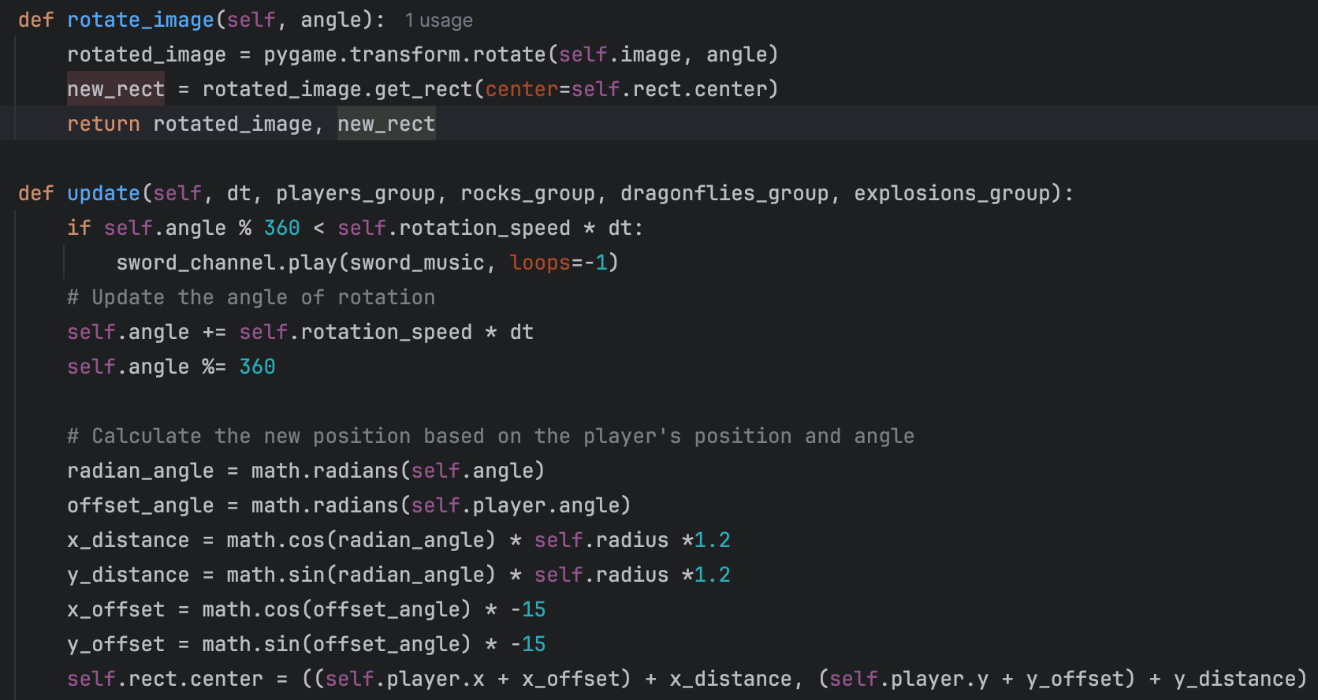 def rotate_image(self, angle): 1 usage
    rotated_image = pygame.transform.rotate(self.image, angle)
    new_rect = rotated_image.get_rect(center=self.rect.center)
    return rotated_image, new_rect

def update(self, dt, players_group, rocks_group, dragonflies_group, explosions_group):
    if self.angle % 360 < self.rotation_speed * dt:
        sword_channel.play(sword_music, loops=-1)
    # Update the angle of rotation
    self.angle += self.rotation_speed * dt
    self.angle %= 360

    # Calculate the new position based on the player's position and angle
    radian_angle = math.radians(self.angle)
    offset_angle = math.radians(self.player.angle)
    x_distance = math.cos(radian_angle) * self.radius *1.2
    y_distance = math.sin(radian_angle) * self.radius *1.2
    x_offset = math.cos(offset_angle) * -15
    y_offset = math.sin(offset_angle) * -15
    self.rect.center = ((self.player.x + x_offset) + x_distance, (self.player.y + y_offset) + y_distance)